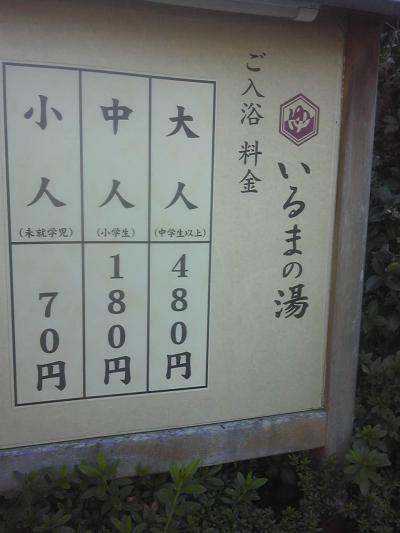 いるまの湯
ご入浴 料金
大人
(中学生以上)
480円
中人
(小学生)
180円
小人
(未就学児)
70円